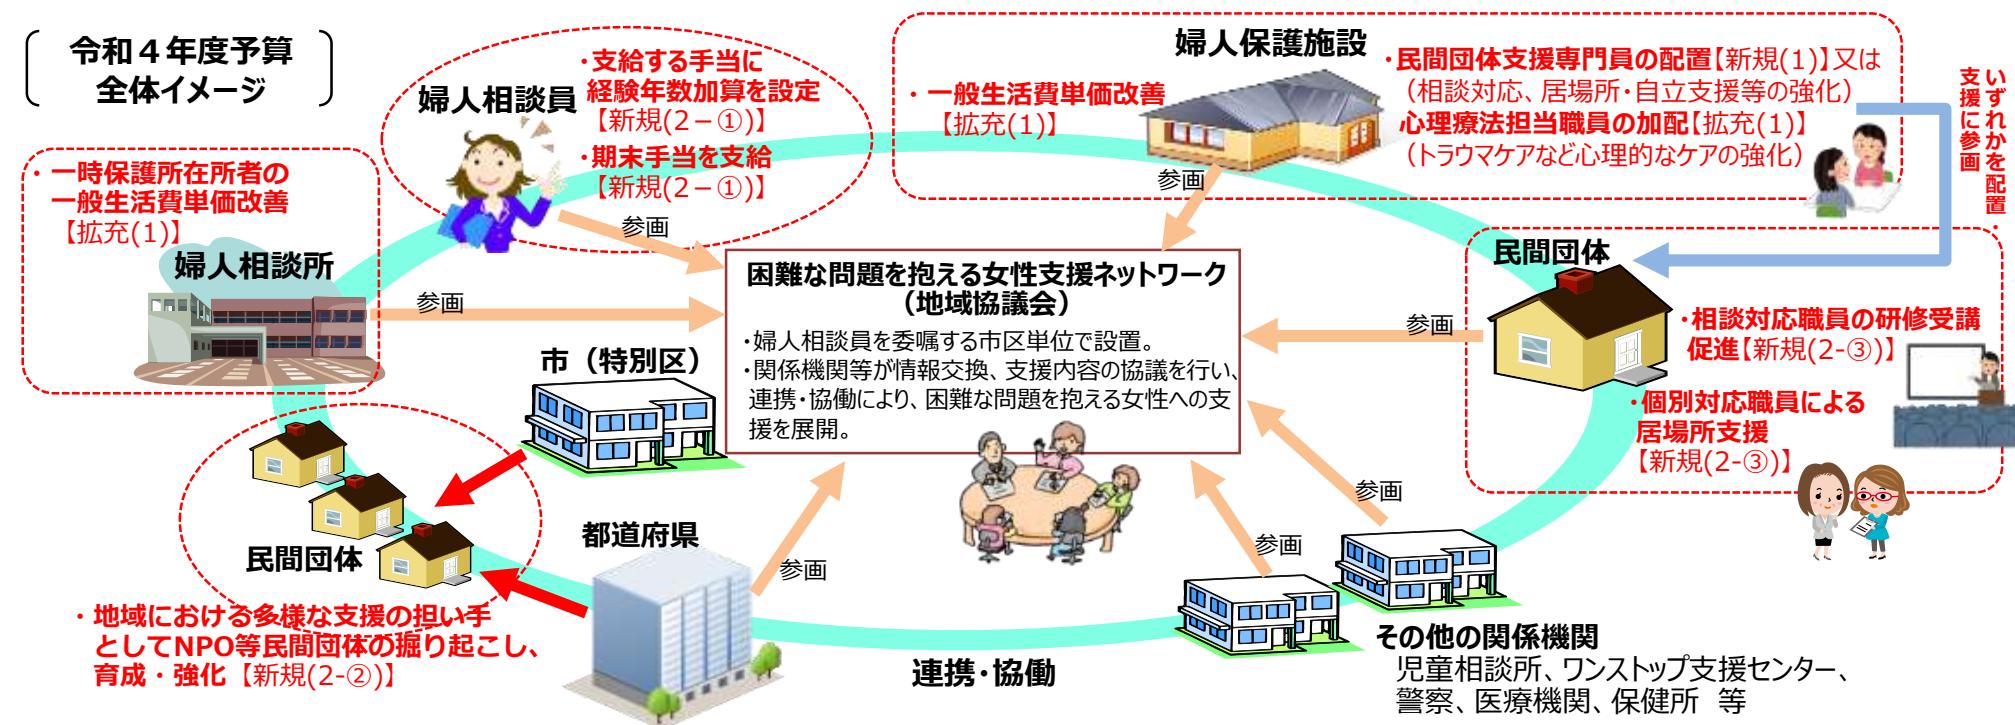 令和４年度予算
全体イメージ
婦人相談員
・支給する手当に
経験年数加算を設定
【新規(2－①)】
・期末手当を支給
【新規(2－①)】
婦人保護施設
・一般生活費単価改善
【拡充(1)】
・民間団体支援専門員の配置【新規(1)】又は
（相談対応、居場所・自立支援等の強化）
心理療法担当職員の加配【拡充(1)】
（トラウマケアなど心理的なケアの強化）
いずれかを配置・
支援に参画
・一時保護所在所者の
一般生活費単価改善
【拡充(1)】
婦人相談所
参画
参画
参画
困難な問題を抱える女性支援ネットワーク
（地域協議会）
・婦人相談員を委嘱する市区単位で設置。
・関係機関等が情報交換、支援内容の協議を行い、
連携・協働により、困難な問題を抱える女性への支
援を展開。
民間団体
参画
・相談対応職員の研修受講
促進【新規(2-③)】
・個別対応職員による
居場所支援
【新規(2-③)】
市（特別区）
民間団体
都道府県
参画
参画
参画
・地域における多様な支援の担い手
としてNPO等民間団体の掘り起こし、
育成・強化【新規(2-②)】
連携・協働
その他の関係機関
児童相談所、ワンストップ支援センター、
警察、医療機関、保健所　等